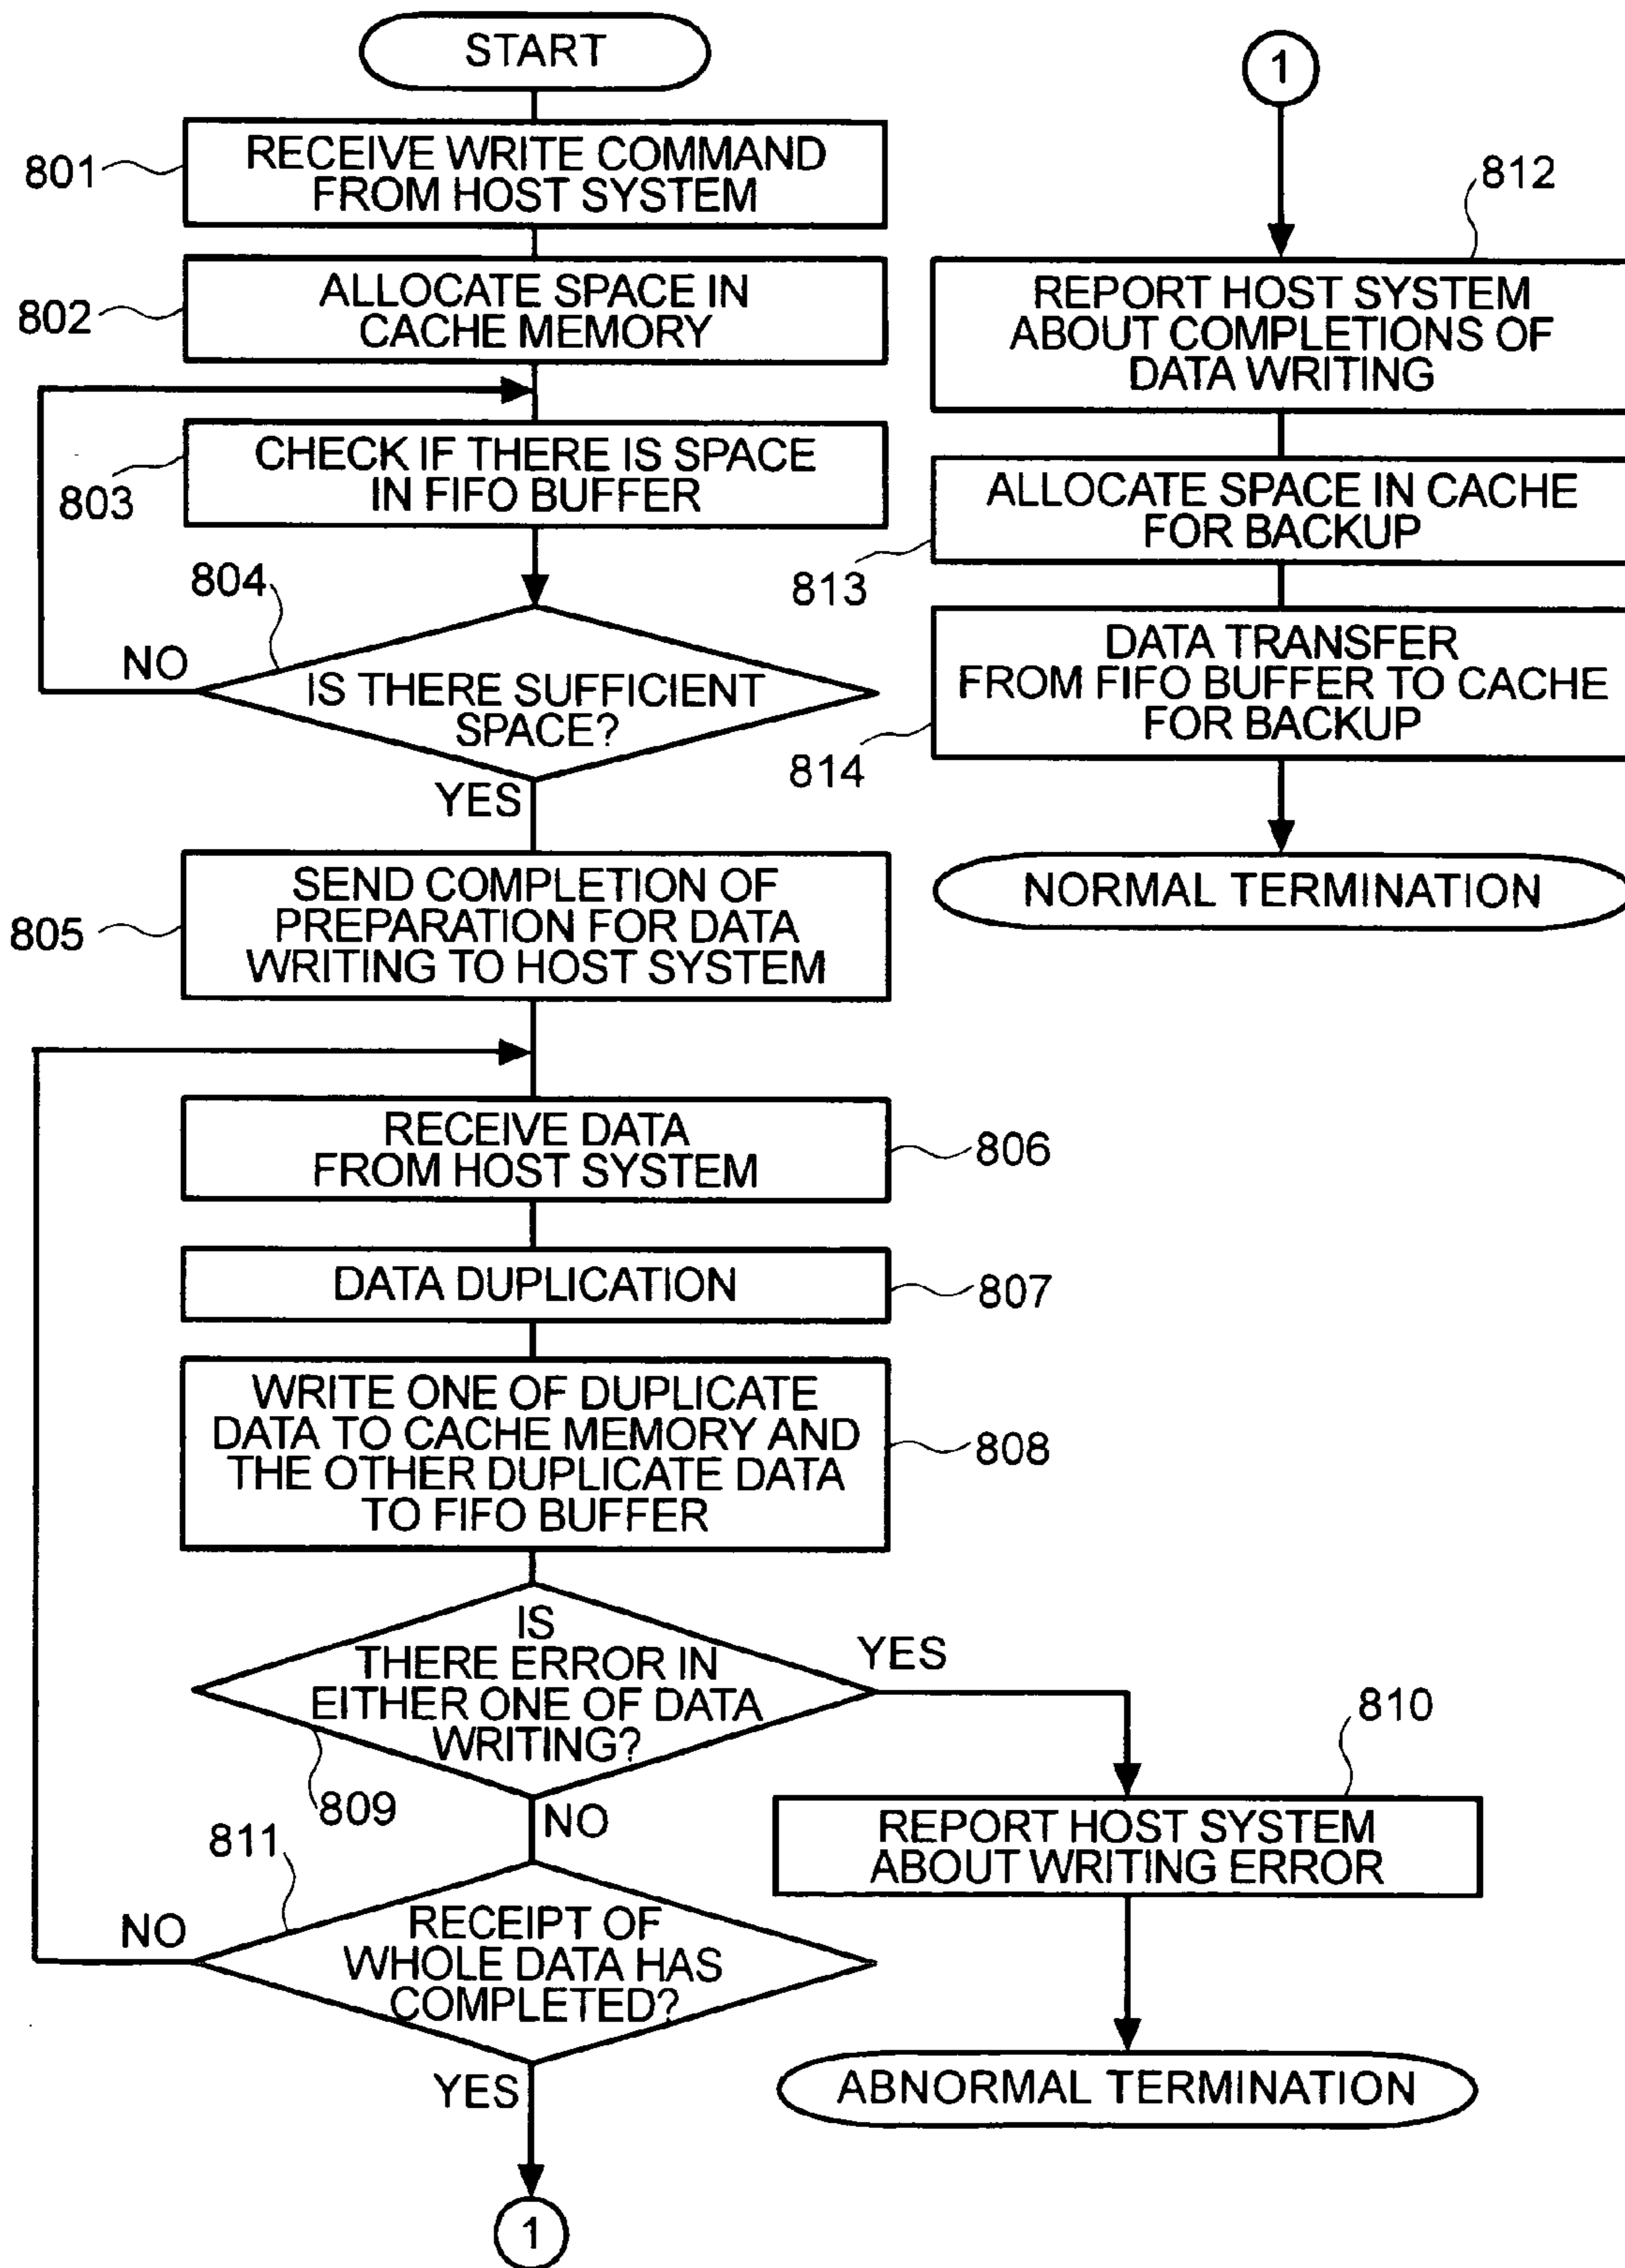 START
801
RECEIVE WRITE COMMAND
FROM HOST SYSTEM
802
ALLOCATE SPACE IN
CACHE MEMORY
803
CHECK IF THERE IS SPACE
IN FIFO BUFFER
804
NO
IS THERE SUFFICIENT
SPACE?
YES
805
SEND COMPLETION OF
PREPARATION FOR DATA
WRITING TO HOST SYSTEM
RECEIVE DATA
FROM HOST SYSTEM
806
DATA DUPLICATION
807
WRITE ONE OF DUPLICATE
DATA TO CACHE MEMORY AND
THE OTHER DUPLICATE DATA
TO FIFO BUFFER
808
IS
THERE ERROR IN
EITHER ONE OF DATA
WRITING?
YES
809
NO
810
REPORT HOST SYSTEM
ABOUT WRITING ERROR
ABNORMAL TERMINATION
811
NO
RECEIPT OF
WHOLE DATA HAS
COMPLETED?
YES
1
1
812
REPORT HOST SYSTEM
ABOUT COMPLETIONS OF
DATA WRITING
ALLOCATE SPACE IN CACHE
FOR BACKUP
813
DATA TRANSFER
FROM FIFO BUFFER TO CACHE
FOR BACKUP
814
NORMAL TERMINATION